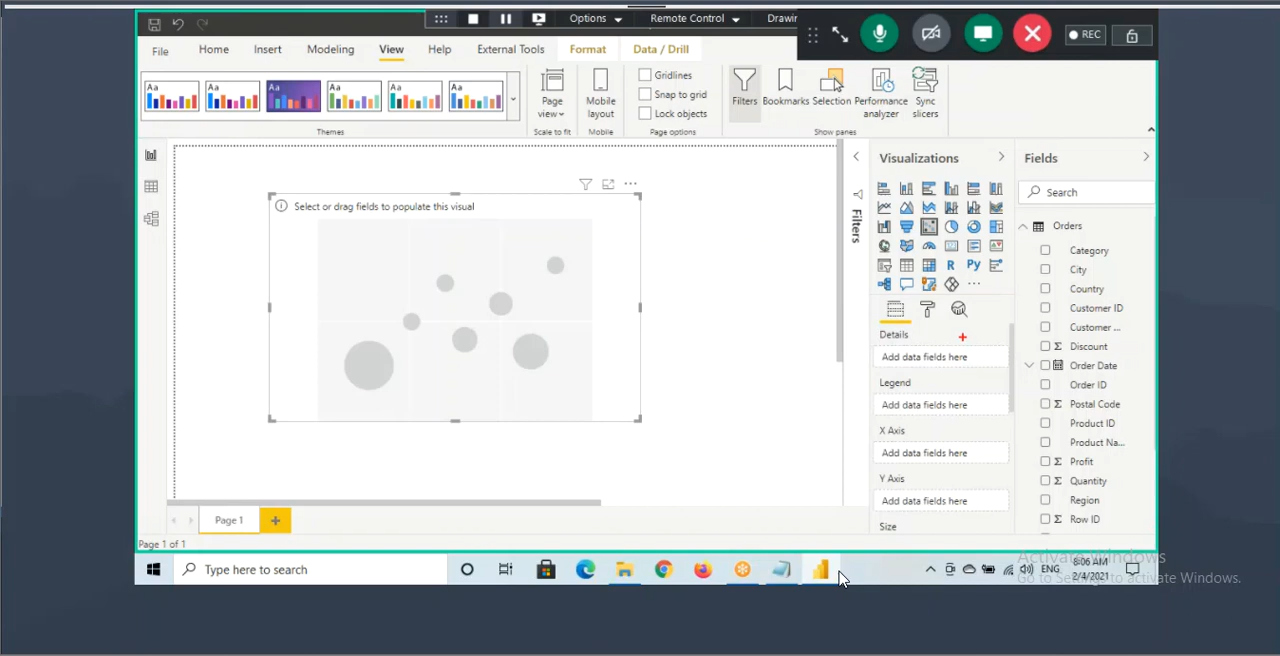 Options
Remote Control
REC
File
Home
Insert
Modeling
View
Help
External Tools
Format
Data / Drill
Aa
Aa
Aa
Aa
Aa
Aa
Page view
Mobile layout
Gridlines
Snap to grid
Lock objects
Filters
Bookmarks
Selection
Performance analyzer
Sync slicers
Themes
Scale to fit
Mobile
Page options
Show panes
Select or drag fields to populate this visual
Filters
Visualizations
R
Py
Details
Add data fields here
Legend
Add data fields here
X Axis
Add data fields here
Y Axis
Add data fields here
Size
Fields
Search
Orders
Category
City
Country
Customer ID
Customer ...
Discount
Order Date
Order ID
Postal Code
Product ID
Product Na...
Profit
Quantity
Region
Row ID
Page 1
Page 1 of 1
Type here to search
ENG
8:06 AM
2/4/2021
Activate Windows
Go to Settings to activate Windows.